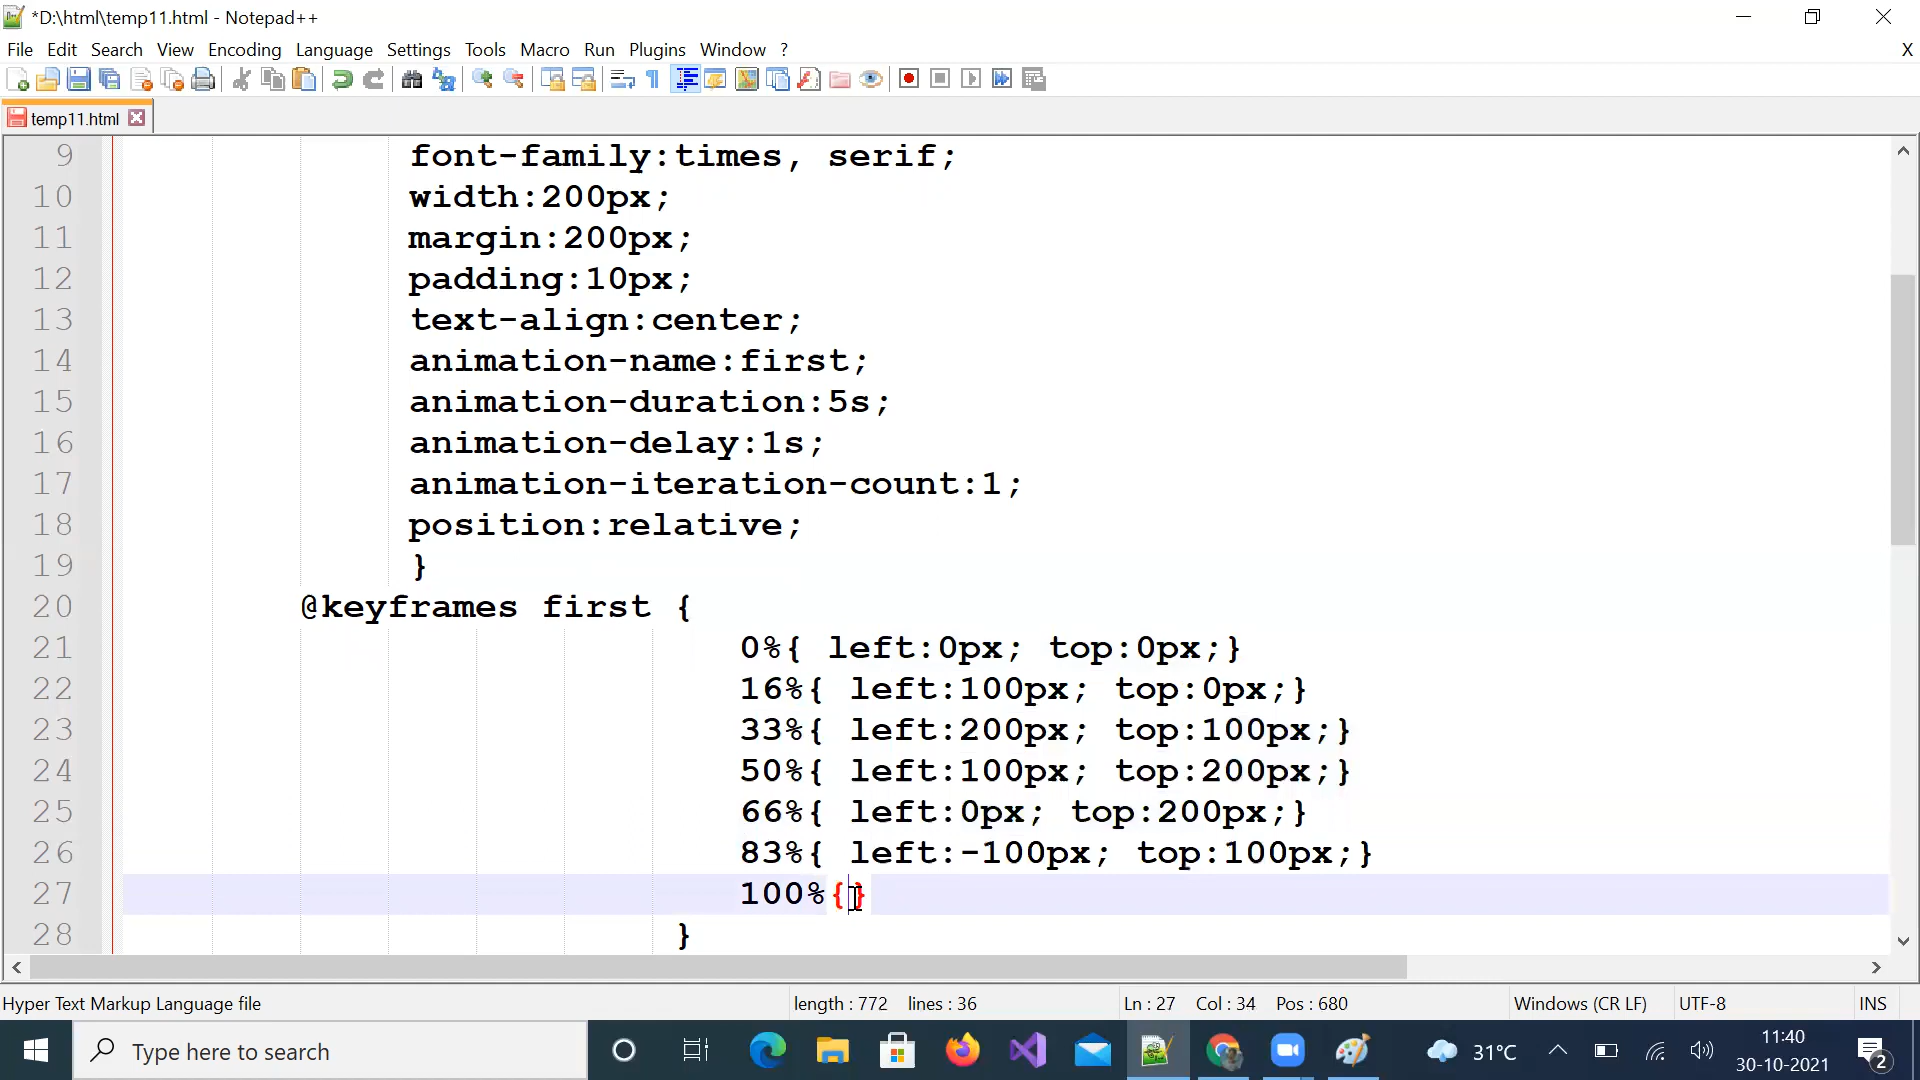 *D:\html\temp11.html - Notepad++
File Edit Search View Encoding Language Settings Tools Macro Run Plugins Window ? X
temp11.html
9 font-family:times, serif;
10 width:200px;
11 margin:200px;
12 padding:10px;
13 text-align:center;
14 animation-name:first;
15 animation-duration:5s;
16 animation-delay:1s;
17 animation-iteration-count:1;
18 position:relative;
19 }
20 @keyframes first {
21 0%{ left:0px; top:0px;}
22 16%{ left:100px; top:0px;}
23 33%{ left:200px; top:100px;}
24 50%{ left:100px; top:200px;}
25 66%{ left:0px; top:200px;}
26 83%{ left:-100px; top:100px;}
27 100%{}
28 }
Hyper Text Markup Language file length : 772 lines : 36 Ln : 27 Col : 34 Pos : 680 Windows (CR LF) UTF-8 INS
Type here to search 31°C 11:40
30-10-2021 2